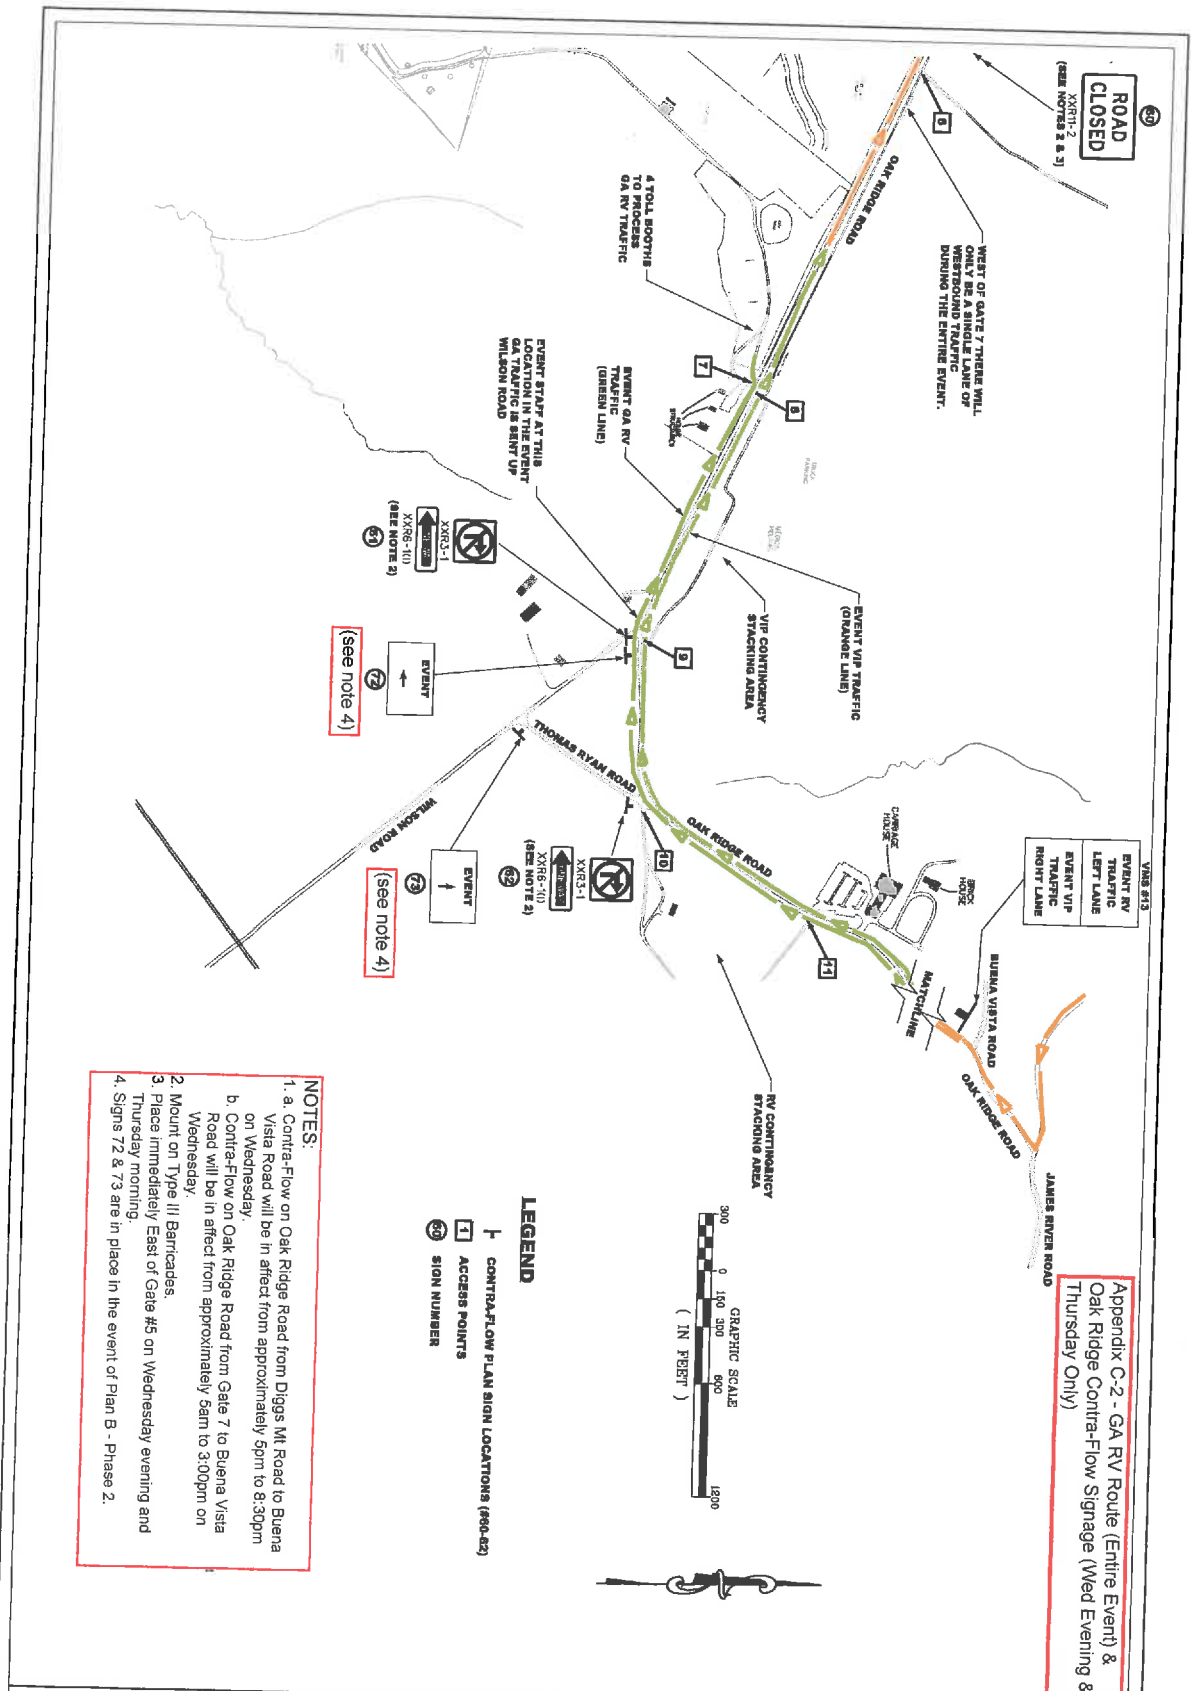 Appendix C-2 - GA RV Route (Entire Event) &
Oak Ridge Contra-Flow Signage (Wed Evening &
Thursday Only)
60
ROAD
CLOSED
XXR11-2
(SEE NOTES 2 & 3)
6
OAK RIDGE ROAD
WEST OF GATE 7 THERE WILL
ONLY BE A SINGLE LANE OF
WESTBOUND TRAFFIC
DURING THE ENTIRE EVENT.
4 TOLL BOOTHS
TO PROCESS
GA RV TRAFFIC
7
8
EVENT GA RV
TRAFFIC
(GREEN LINE)
EVENT STAFF AT THIS
LOCATION IN THE EVENT
GA TRAFFIC IS SENT UP
WILSON ROAD
EVENT VIP TRAFFIC
(ORANGE LINE)
VIP CONTINGENCY
STACKING AREA
XXR3-1
XXR6-1(l)
(SEE NOTE 2)
61
9
EVENT
72
(see note 4)
THOMAS RYAN ROAD
WILSON ROAD
EVENT
73
(see note 4)
10
XXR3-1
XXR6-1(l)
(SEE NOTE 2)
62
OAK RIDGE ROAD
CARRIAGE
HOUSE
BRICK
HOUSE
11
VMS #13
EVENT RV
TRAFFIC
LEFT LANE
EVENT VIP
TRAFFIC
RIGHT LANE
MATCHLINE
BUENA VISTA ROAD
OAK RIDGE ROAD
JAMES RIVER ROAD
RV CONTINGENCY
STACKING AREA
GRAPHIC SCALE
300 0 150 300 600 1200
( IN FEET )
LEGEND
CONTRA-FLOW PLAN SIGN LOCATIONS (#60-62)
1 ACCESS POINTS
60 SIGN NUMBER
NOTES:
1. a. Contra-Flow on Oak Ridge Road from Diggs Mt Road to Buena
Vista Road will be in affect from approximately 5pm to 8:30pm
on Wednesday.
b. Contra-Flow on Oak Ridge Road from Gate 7 to Buena Vista
Road will be in affect from approximately 5am to 3:00pm on
Wednesday.
2. Mount on Type III Barricades.
3. Place immediately East of Gate #5 on Wednesday evening and
Thursday morning.
4. Signs 72 & 73 are in place in the event of Plan B - Phase 2.